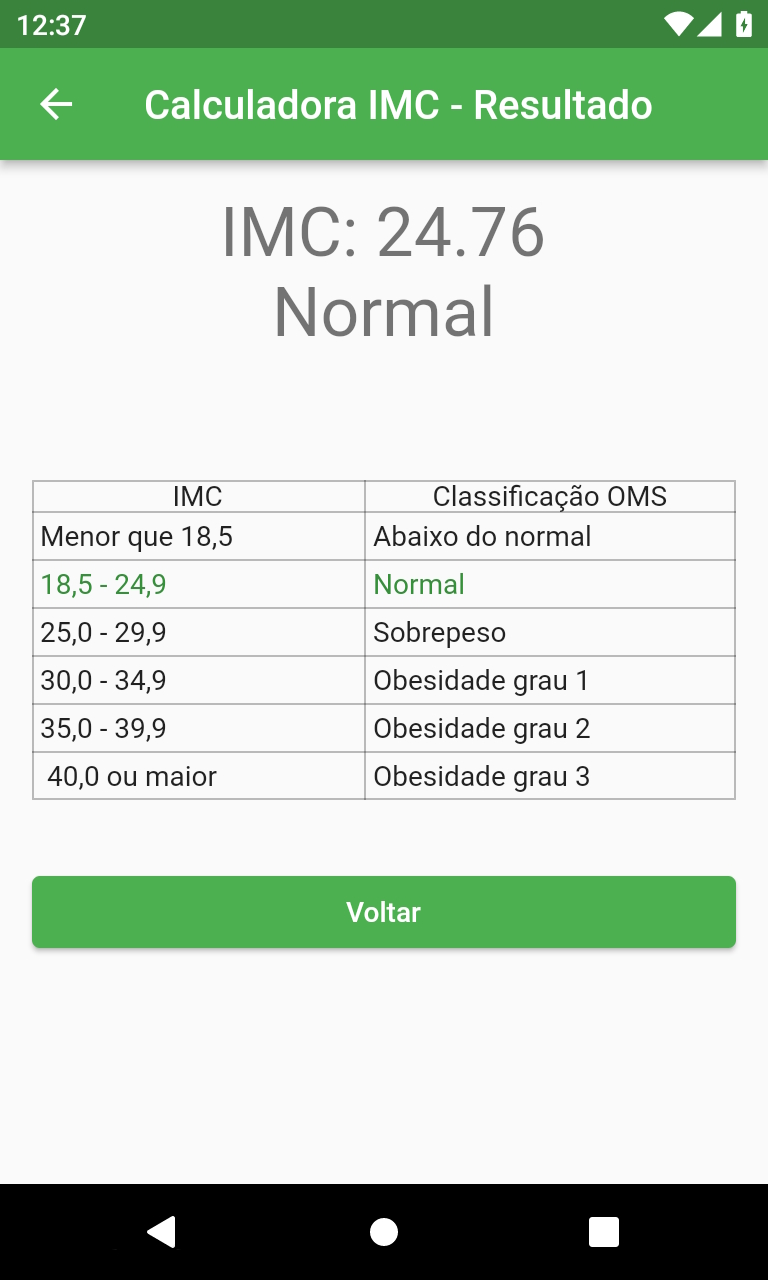 12:37
Calculadora IMC - Resultado
IMC: 24.76
Normal
IMC Classificação OMS
Menor que 18,5 Abaixo do normal
18,5 - 24,9 Normal
25,0 - 29,9 Sobrepeso
30,0 - 34,9 Obesidade grau 1
35,0 - 39,9 Obesidade grau 2
40,0 ou maior Obesidade grau 3
Voltar